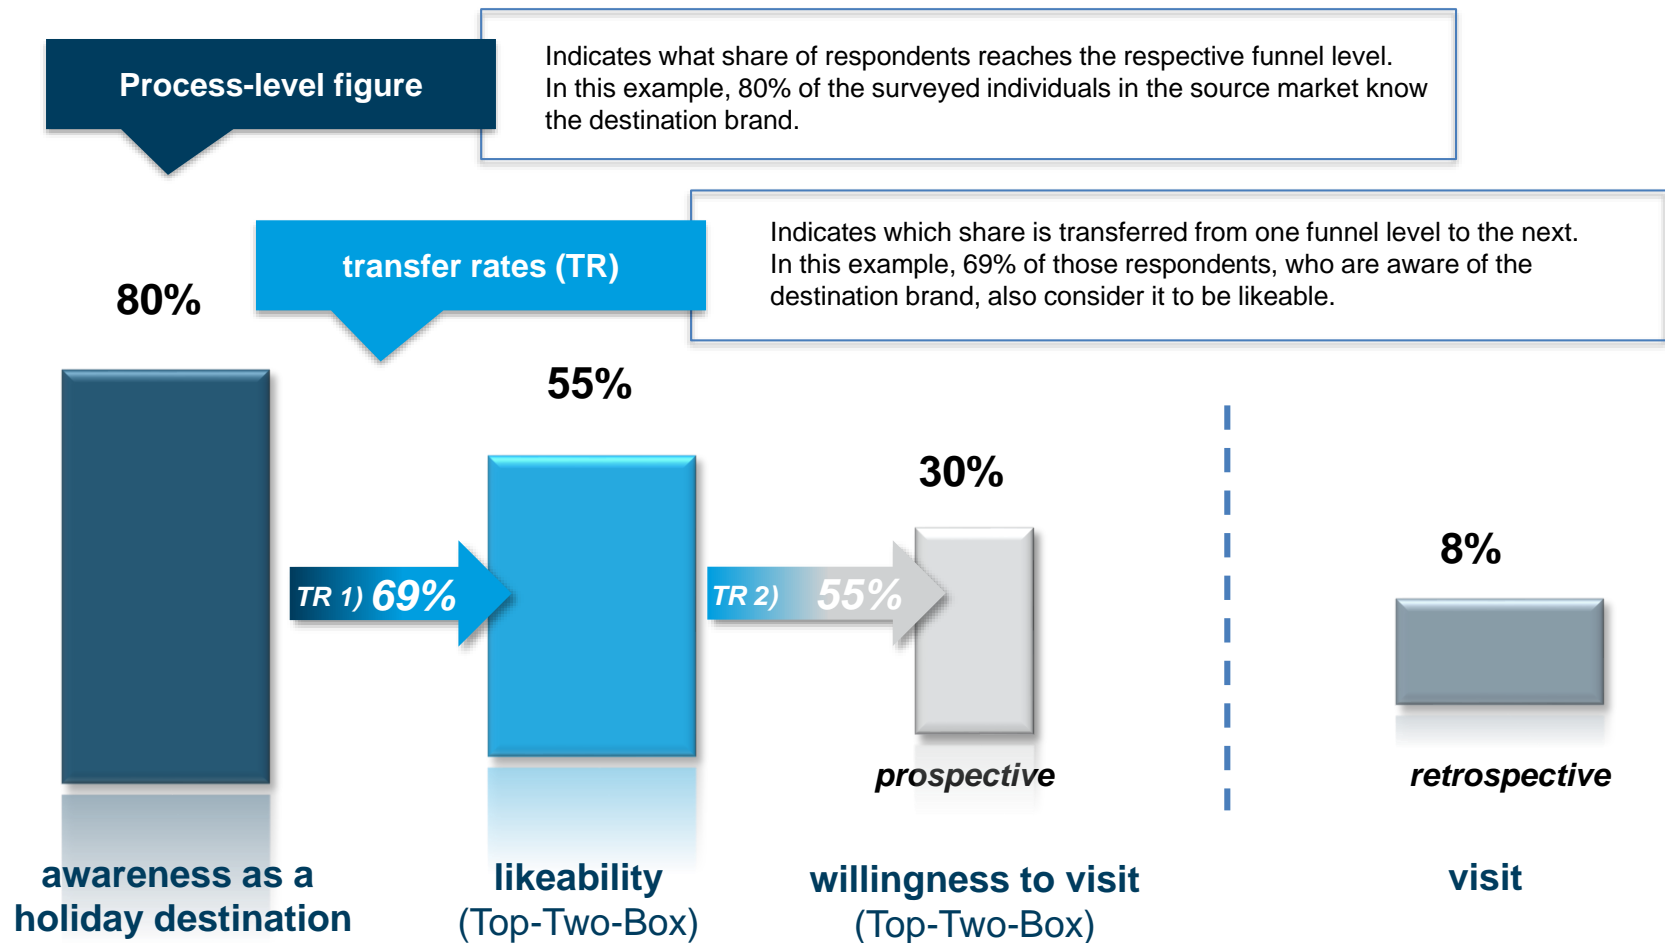 Process-level figure
Indicates what share of respondents reaches the respective funnel level.
In this example, 80% of the surveyed individuals in the source market know
the destination brand.
transfer rates (TR)
Indicates which share is transferred from one funnel level to the next.
In this example, 69% of those respondents, who are aware of the
destination brand, also consider it to be likeable.
80%
55%
30%
8%
TR 1) 69%
TR 2) 55%
prospective
retrospective
awareness as a
holiday destination
likeability
(Top-Two-Box)
willingness to visit
(Top-Two-Box)
visit